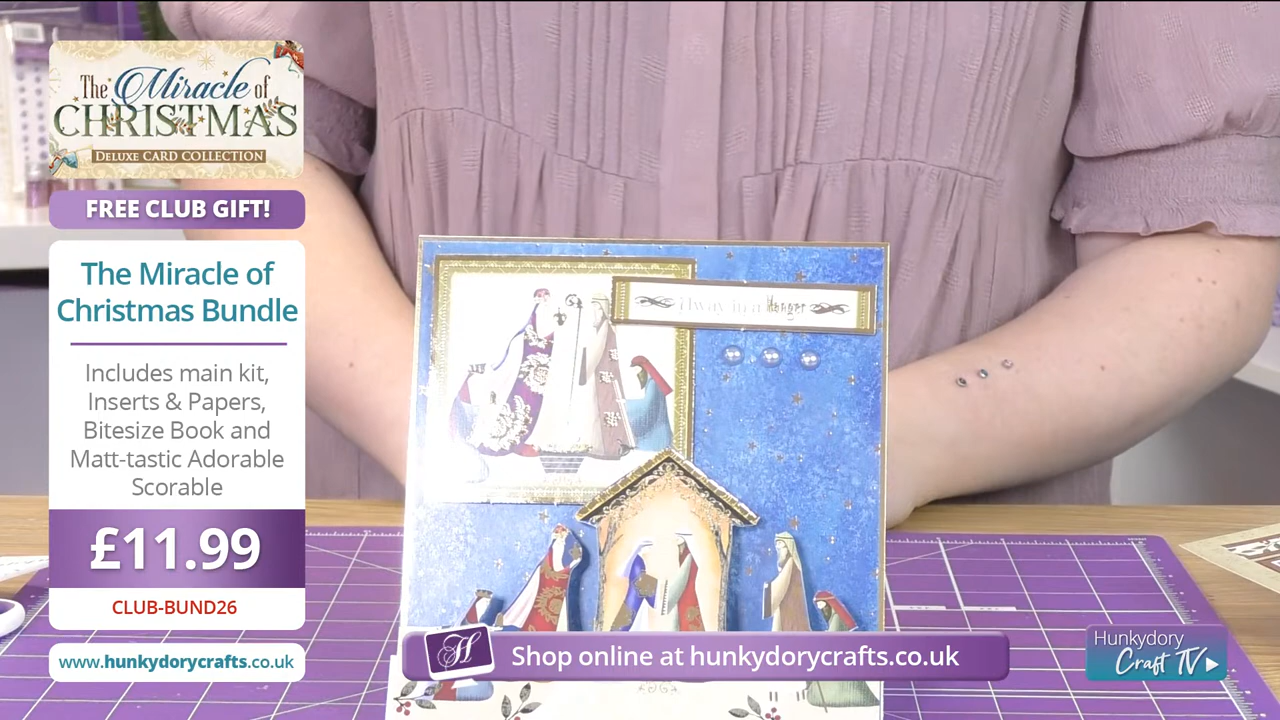 The Miracle of
CHRISTMAS
DELUXE CARD COLLECTION
FREE CLUB GIFT!
The Miracle of
Christmas Bundle
Includes main kit,
Inserts & Papers,
Bitesize Book and
Matt-tastic Adorable
Scorable
£11.99
CLUB-BUND26
www.hunkydorycrafts.co.uk
Away in a Manger
H Shop online at hunkydorycrafts.co.uk
Hunkydory
Craft TV